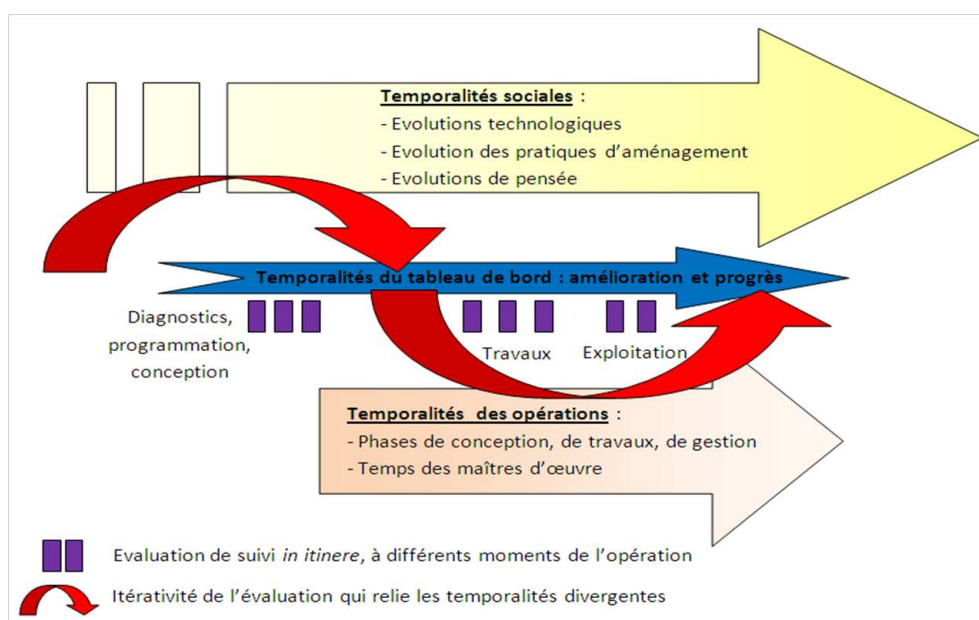 Temporalités sociales :
- Evolutions technologiques
- Evolution des pratiques d’aménagement
- Evolutions de pensée
Temporalités du tableau de bord : amélioration et progrès
Diagnostics,
programmation,
conception
Travaux
Exploitation
Temporalités des opérations :
- Phases de conception, de travaux, de gestion
- Temps des maîtres d’œuvre
Evaluation de suivi in itinere, à différents moments de l’opération
Itérativité de l’évaluation qui relie les temporalités divergentes